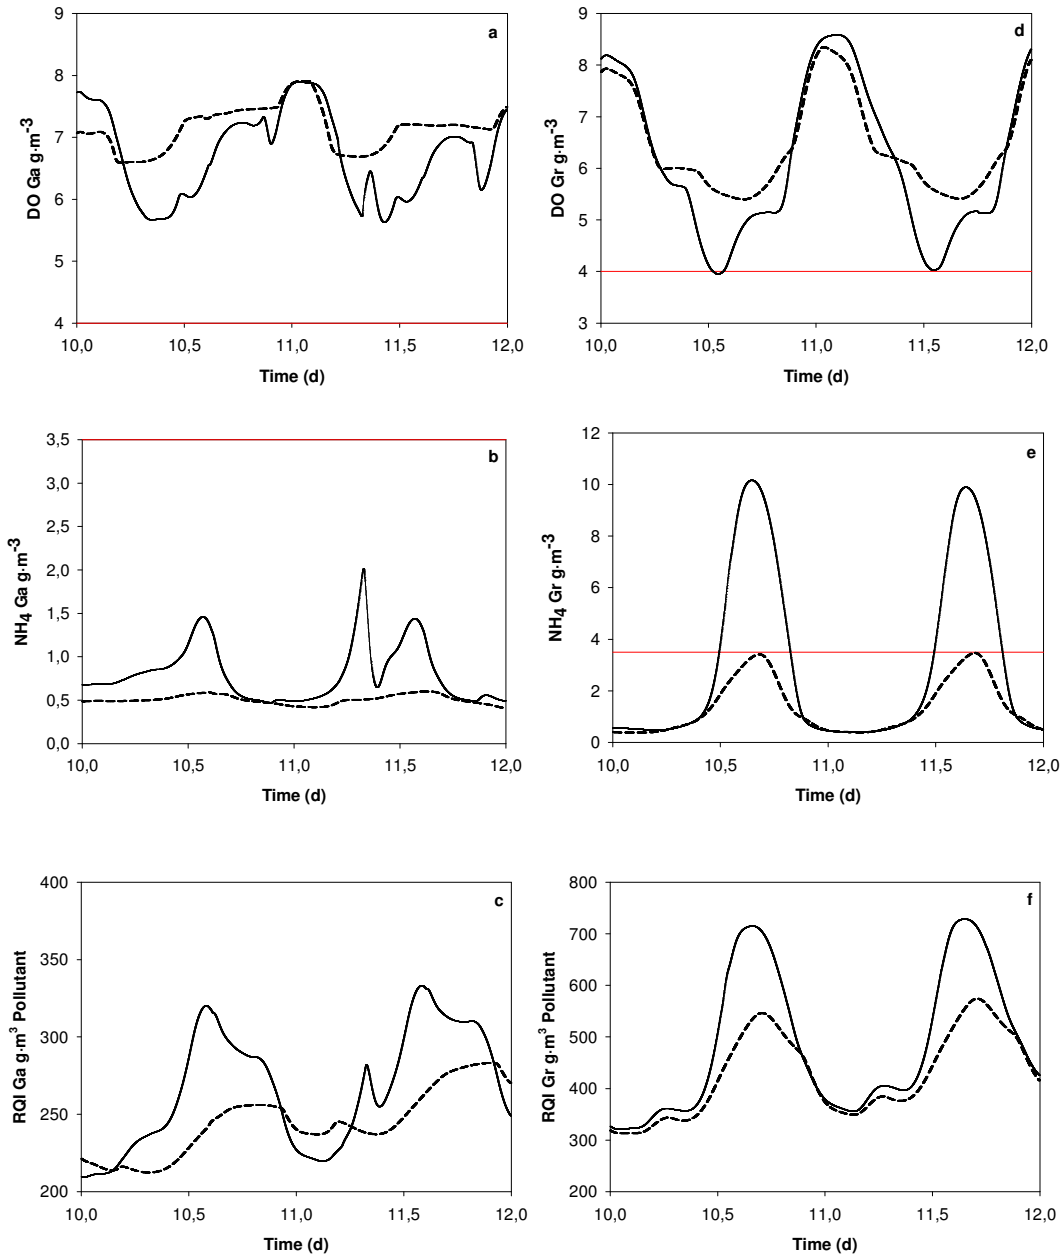 a
DO Ga g·m-3
9
8
7
6
5
4
10,0 10,5 11,0 11,5 12,0
Time (d)
d
DO Gr g·m-3
9
8
7
6
5
4
3
10,0 10,5 11,0 11,5 12,0
Time (d)
b
NH4 Ga g·m-3
3,5
3,0
2,5
2,0
1,5
1,0
0,5
0,0
10,0 10,5 11,0 11,5 12,0
Time (d)
e
NH4 Gr g·m-3
12
10
8
6
4
2
0
10,0 10,5 11,0 11,5 12,0
Time (d)
c
RQI Ga g·m3 Pollutant
400
350
300
250
200
10,0 10,5 11,0 11,5 12,0
Time (d)
f
RQI Gr g·m3 Pollutant
800
700
600
500
400
300
200
10,0 10,5 11,0 11,5 12,0
Time (d)